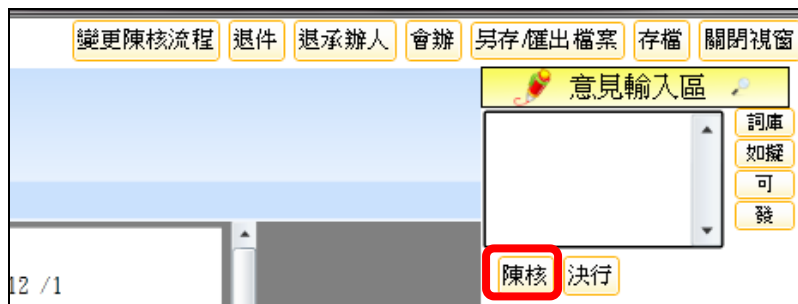 變更陳核流程 退件 退承辦人 會辦 另存/匯出檔案 存檔 關閉視窗
意見輸入區
詞庫
如擬
可
發
陳核 決行
12 /1